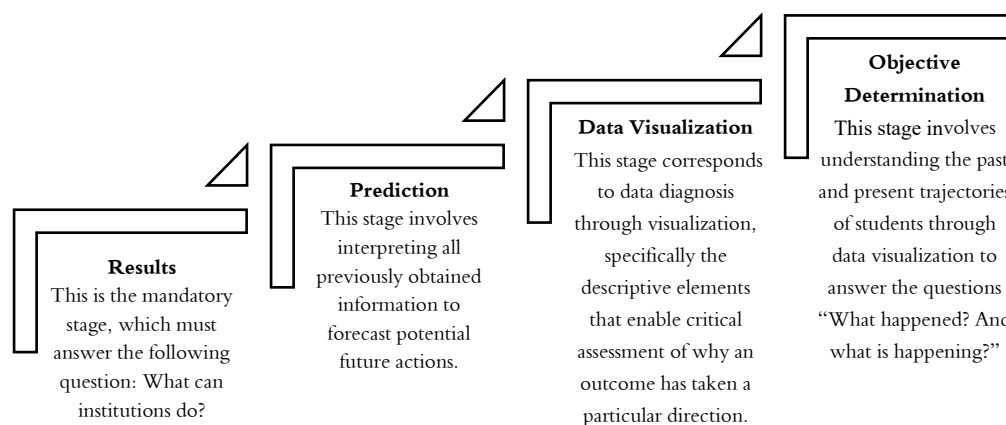 Results
This is the mandatory
stage, which must
answer the following
question: What can
institutions do?
Prediction
This stage involves
interpreting all
previously obtained
information to
forecast potential
future actions.
Data Visualization
This stage corresponds
to data diagnosis
through visualization,
specifically the
descriptive elements
that enable critical
assessment of why an
outcome has taken a
particular direction.
Objective
Determination
This stage involves
understanding the past
and present trajectories
of students through
data visualization to
answer the questions
“What happened? And
what is happening?”